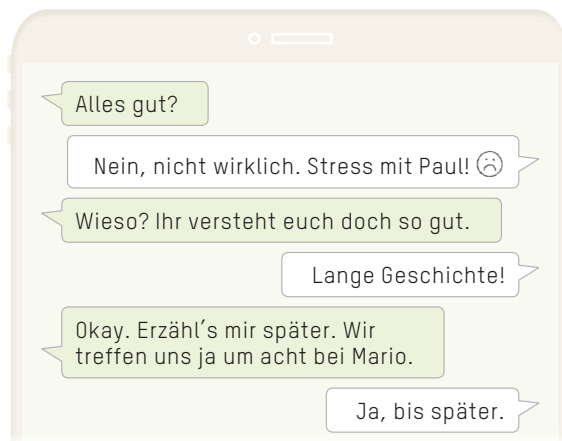 Alles gut?
Nein, nicht wirklich. Stress mit Paul! ☹
Wieso? Ihr versteht euch doch so gut.
Lange Geschichte!
Okay. Erzähl´s mir später. Wir
treffen uns ja um acht bei Mario.
Ja, bis später.